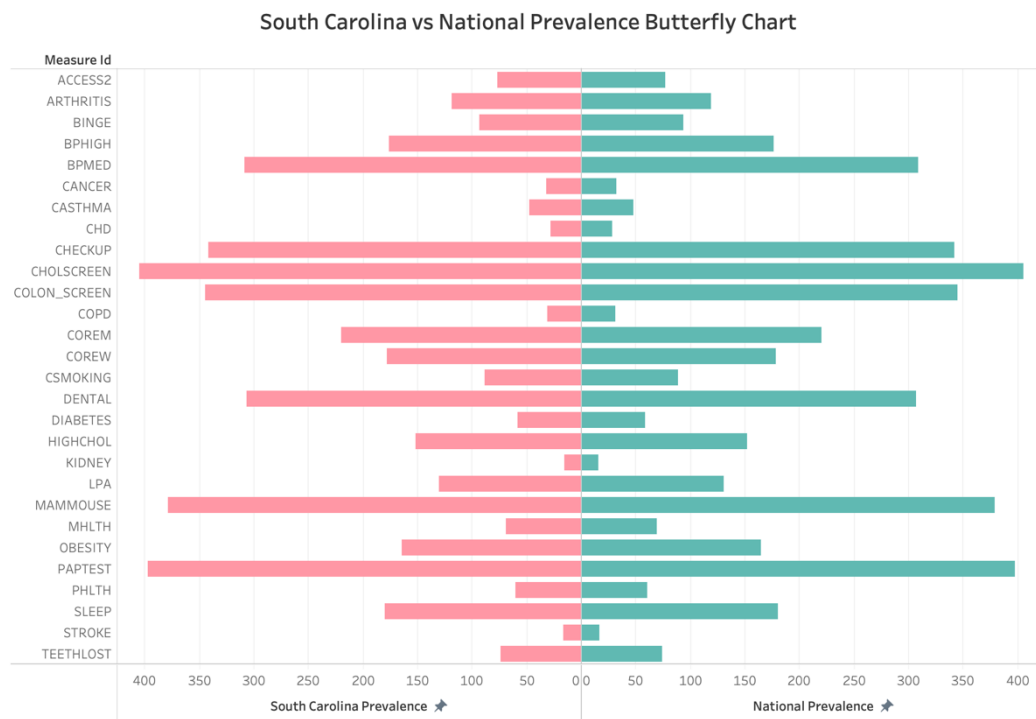 South Carolina vs National Prevalence Butterfly Chart
Measure Id
ACCESS2
ARTHRITIS
BINGE
BPHIGH
BPMED
CANCER
CASTHMA
CHD
CHECKUP
CHOLSCREEN
COLON_SCREEN
COPD
COREM
COREW
CSMOKING
DENTAL
DIABETES
HIGHCHOL
KIDNEY
LPA
MAMMOUSE
MHLTH
OBESITY
PAPTEST
PHLTH
SLEEP
STROKE
TEETHLOST
400 350 300 250 200 150 100 50 0 0 50 100 150 200 250 300 350 400
South Carolina Prevalence National Prevalence